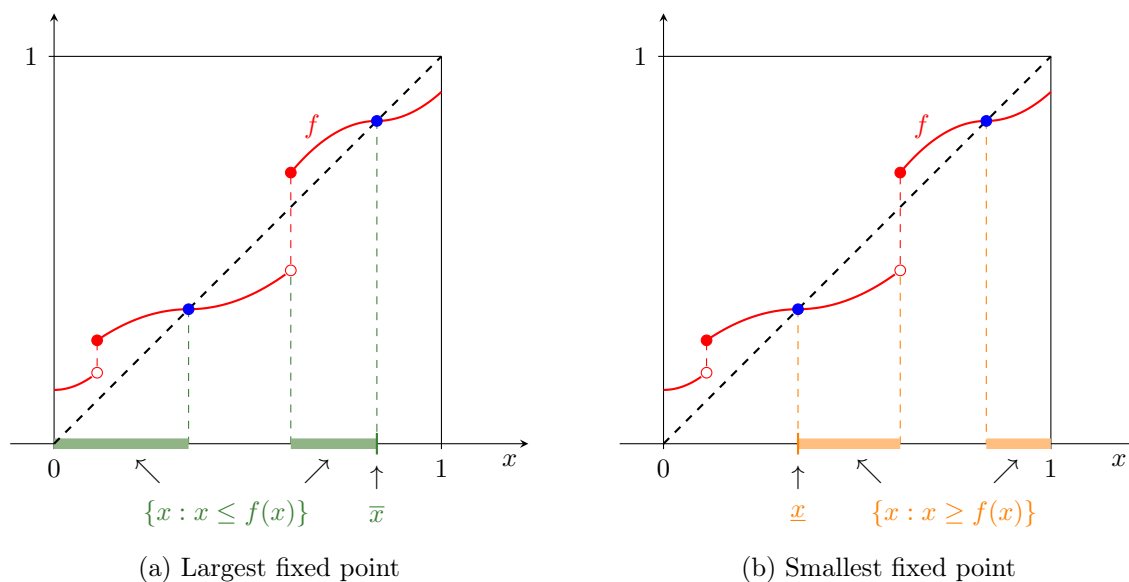 1
f
0
1
x
{x : x ≤ f(x)}
x̅
(a) Largest fixed point
1
f
0
1
x
x̲
{x : x ≥ f(x)}
(b) Smallest fixed point